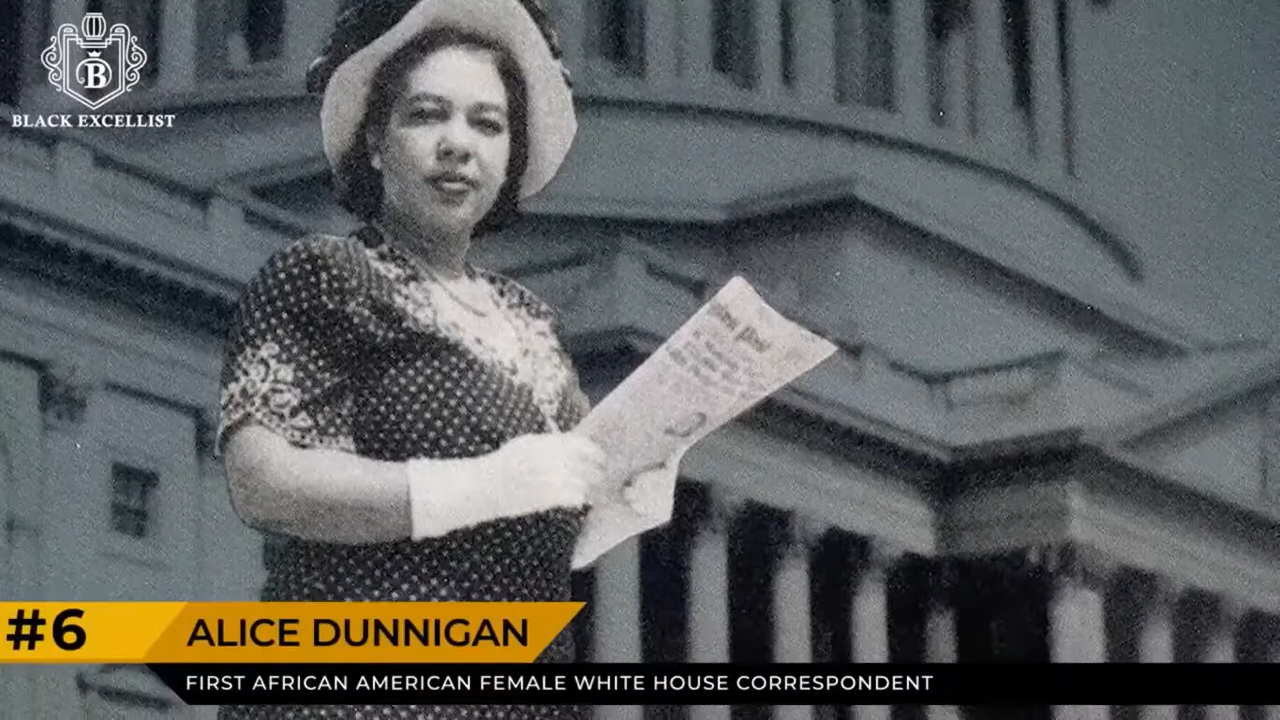 B
BLACK EXCELLIST
#6
ALICE DUNNIGAN
FIRST AFRICAN AMERICAN FEMALE WHITE HOUSE CORRESPONDENT